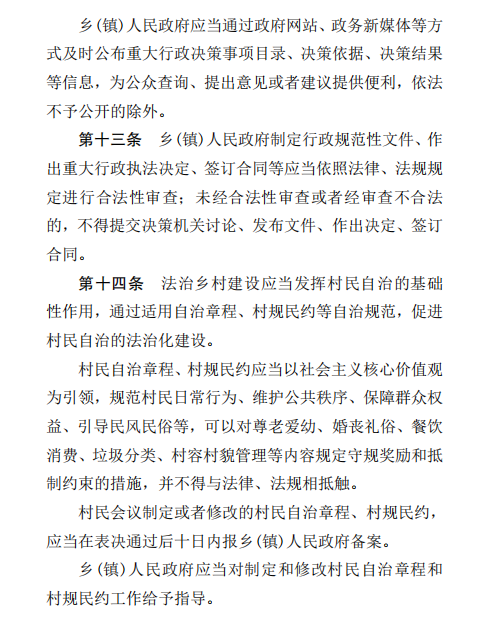 乡(镇)人民政府应当通过政府网站、政务新媒体等方
式及时公布重大行政决策事项目录、决策依据、决策结果
等信息，为公众查询、提出意见或者建议提供便利，依法
不予公开的除外。
第十三条　乡(镇)人民政府制定行政规范性文件、作
出重大行政执法决定、签订合同等应当依照法律、法规规
定进行合法性审查；未经合法性审查或者经审查不合法
的，不得提交决策机关讨论、发布文件、作出决定、签订
合同。
第十四条　法治乡村建设应当发挥村民自治的基础
性作用，通过适用自治章程、村规民约等自治规范，促进
村民自治的法治化建设。
村民自治章程、村规民约应当以社会主义核心价值观
为引领，规范村民日常行为、维护公共秩序、保障群众权
益、引导民风民俗等，可以对尊老爱幼、婚丧礼俗、餐饮
消费、垃圾分类、村容村貌管理等内容规定守规奖励和抵
制约束的措施，并不得与法律、法规相抵触。
村民会议制定或者修改的村民自治章程、村规民约，
应当在表决通过后十日内报乡(镇)人民政府备案。
乡(镇)人民政府应当对制定和修改村民自治章程和
村规民约工作给予指导。